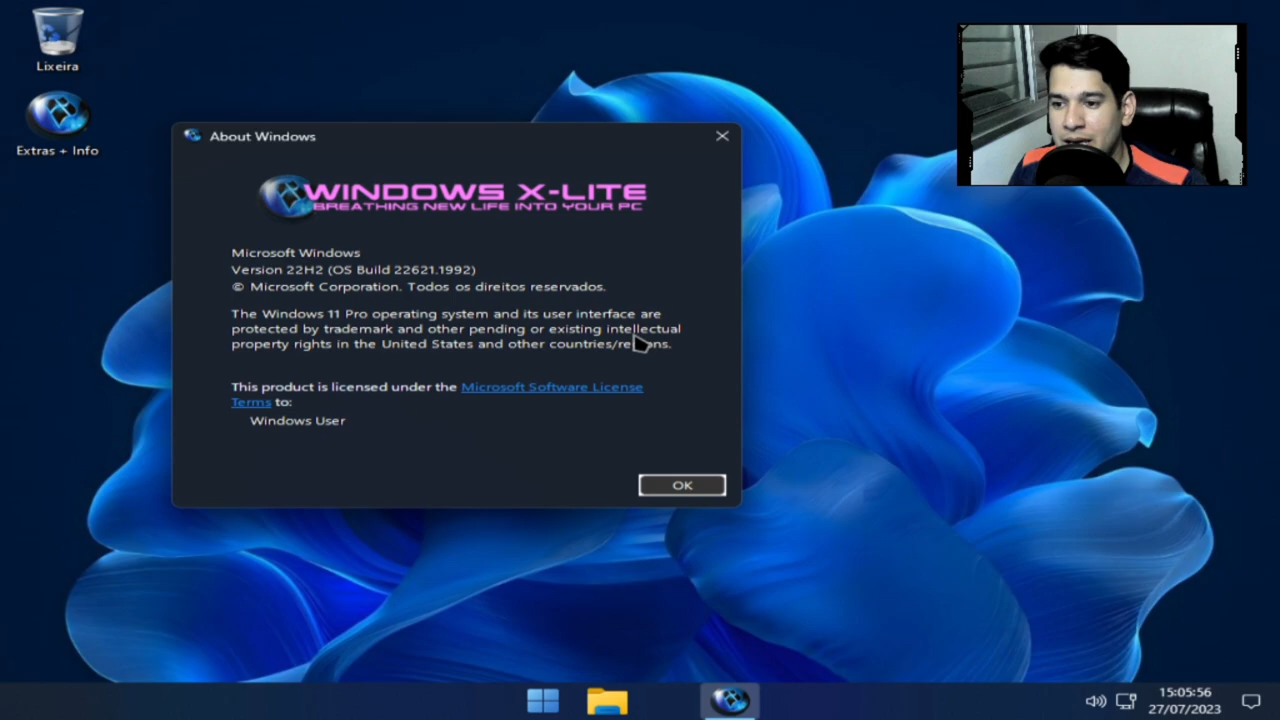 Lixeira
Extras + Info
About Windows
WINDOWS X-LITE
BREATHING NEW LIFE INTO YOUR PC
Microsoft Windows
Version 22H2 (OS Build 22621.1992)
© Microsoft Corporation. Todos os direitos reservados.
The Windows 11 Pro operating system and its user interface are
protected by trademark and other pending or existing intellectual
property rights in the United States and other
This product is licensed under the Microsoft Software License
Terms to:
Windows User
OK
15:05:56
27/07/2023